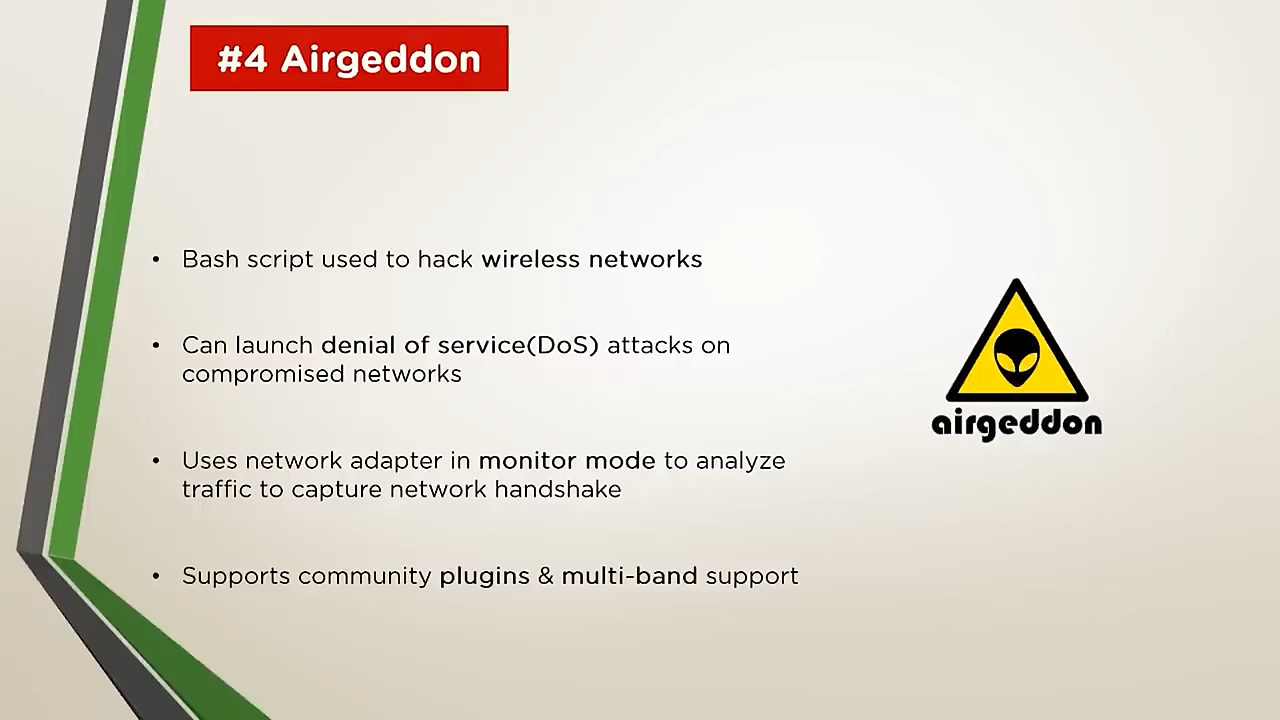 #4 Airgeddon
• Bash script used to hack wireless networks
• Can launch denial of service(DoS) attacks on
compromised networks
• Uses network adapter in monitor mode to analyze
traffic to capture network handshake
• Supports community plugins & multi-band support
airgeddon